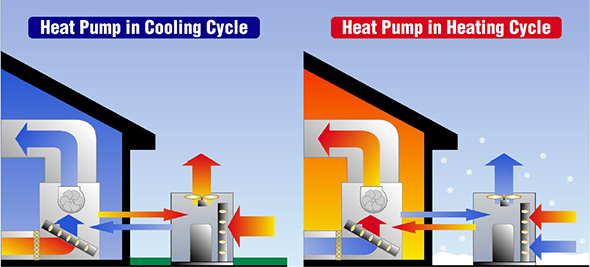 Heat Pump in Cooling Cycle
Heat Pump in Heating Cycle